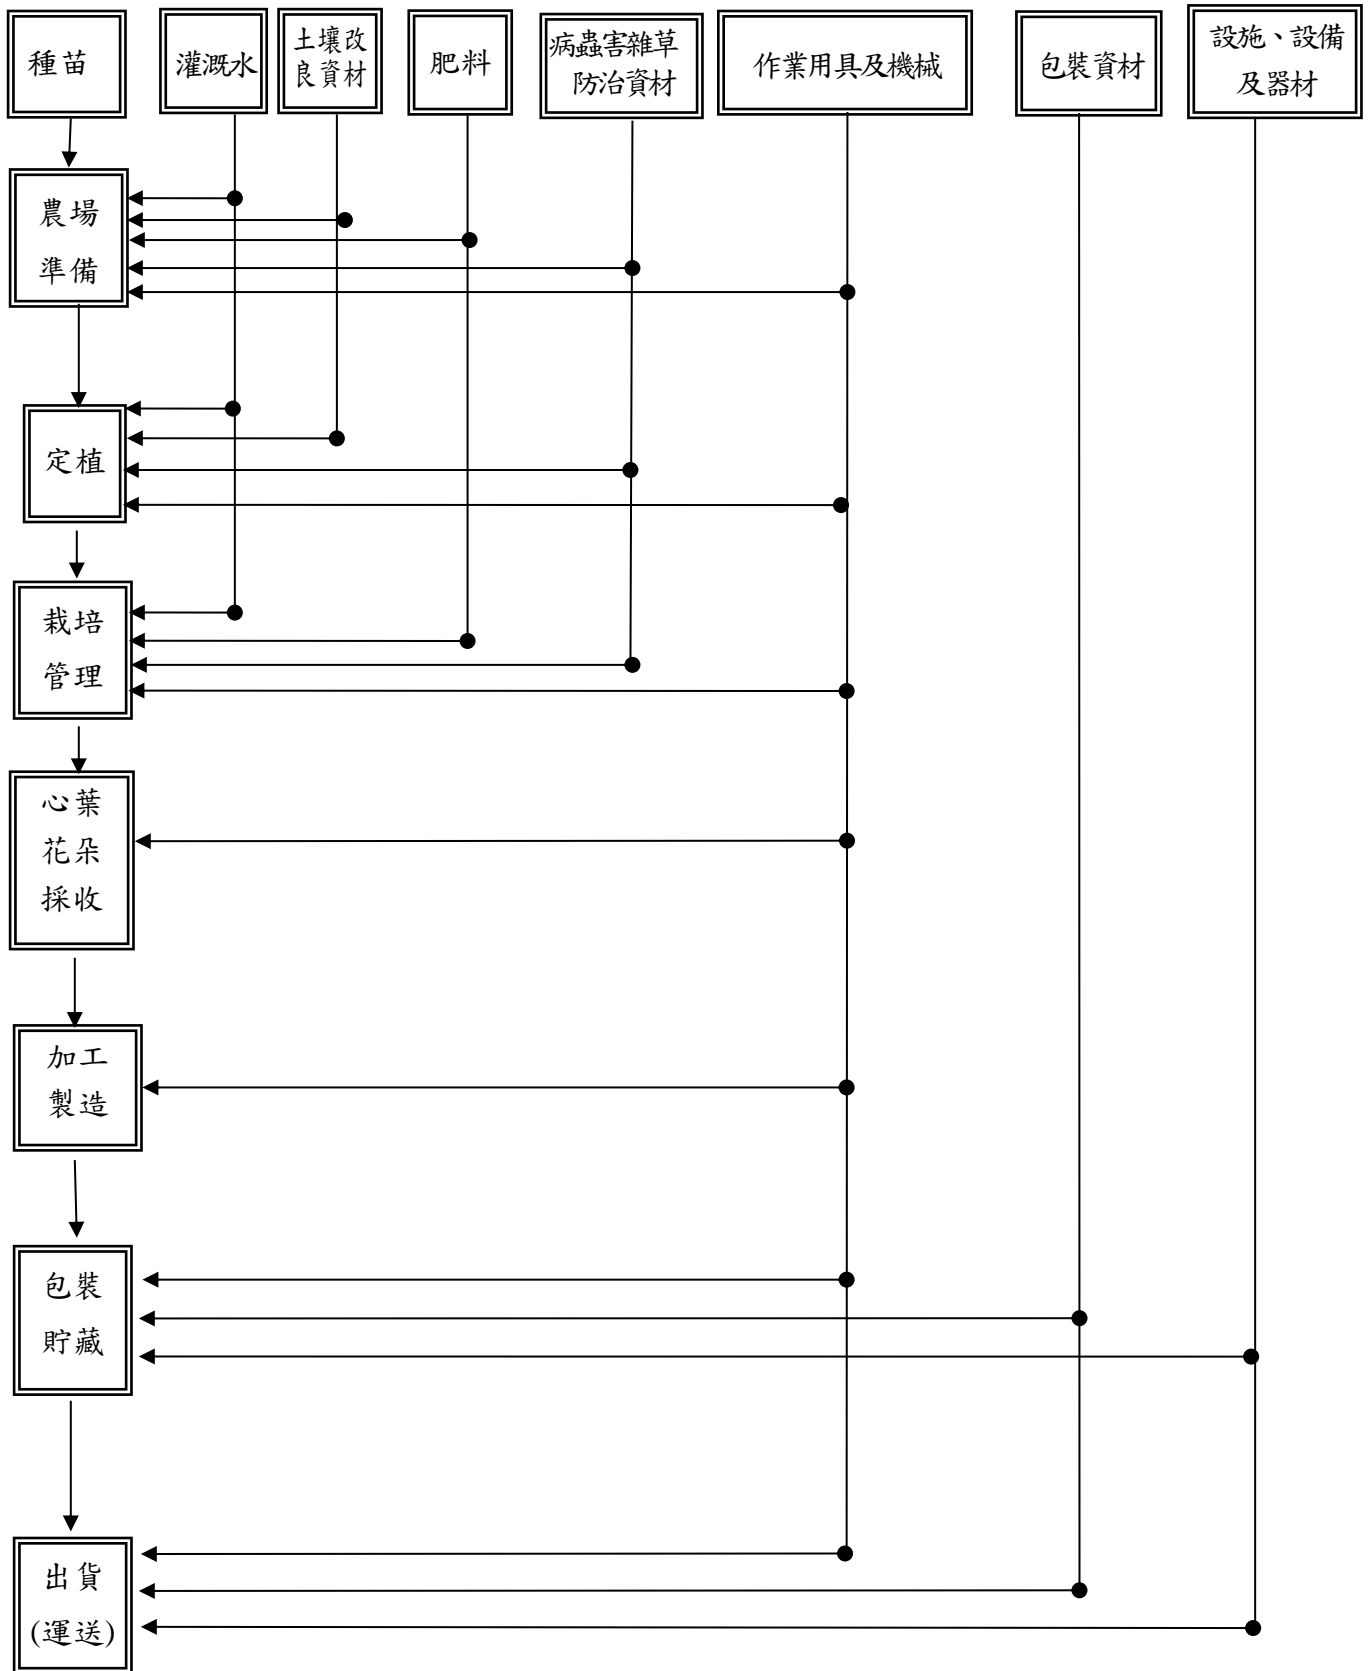 種苗
灌溉水
土壤改
良資材
肥料
病蟲害雜草
防治資材
作業用具及機械
包裝資材
設施、設備
及器材
農場
準備
定植
栽培
管理
心葉
花朵
採收
加工
製造
包裝
貯藏
出貨
(運送)